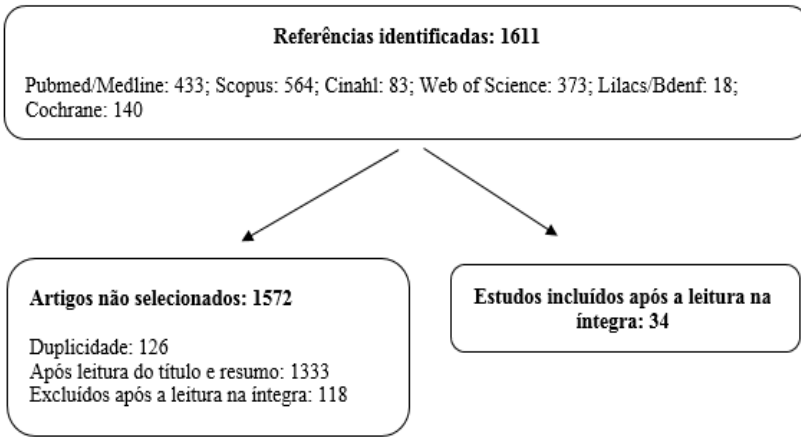 Referências identificadas: 1611
Pubmed/Medline: 433; Scopus: 564; Cinahl: 83; Web of Science: 373; Lilacs/Bdenf: 18;
Cochrane: 140
Artigos não selecionados: 1572
Duplicidade: 126
Após leitura do título e resumo: 1333
Excluídos após a leitura na íntegra: 118
Estudos incluídos após a leitura na
íntegra: 34